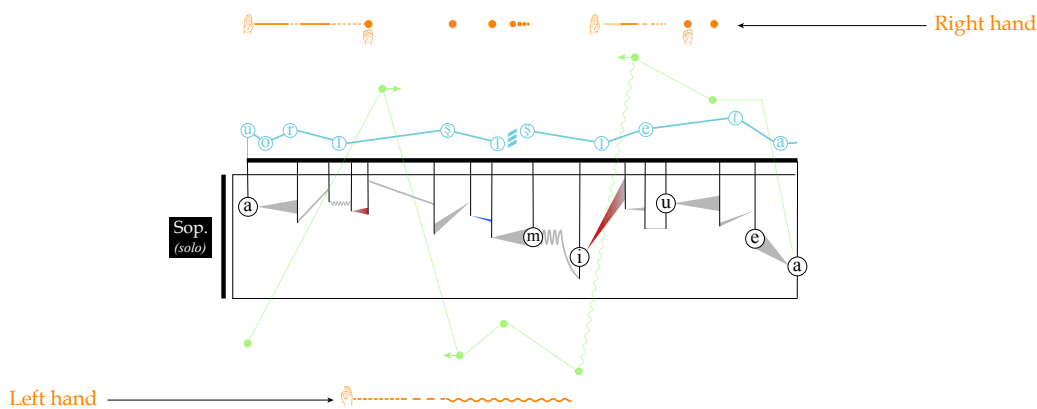 Right hand
u o r l $ l $ l e t a
a
Sop.
(solo)
m
i
u
e
a
Left hand